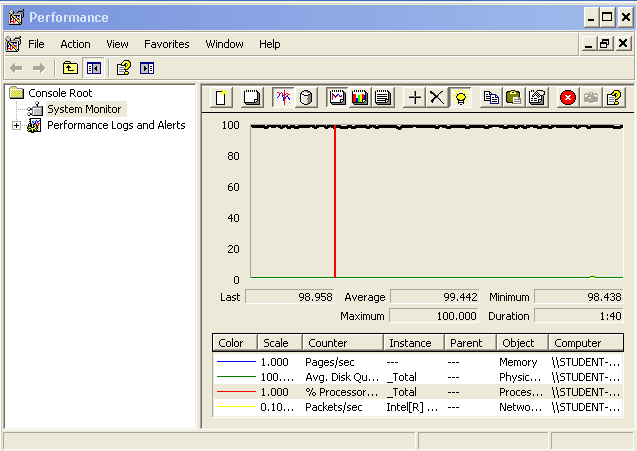 Performance
File Action View Favorites Window Help
Console Root
System Monitor
Performance Logs and Alerts
100
80
60
40
20
0
Last 98.958 Average 99.442 Minimum 98.438
Maximum 100.000 Duration 1:40
Color Scale Counter Instance Parent Object Computer
1.000 Pages/sec --- --- Memory \\STUDENT-...
100.... Avg. Disk Qu... _Total --- Physic... \\STUDENT-...
1.000 % Processor... _Total --- Proces... \\STUDENT-...
0.10... Packets/sec Intel[R] ... --- Netwo... \\STUDENT-...